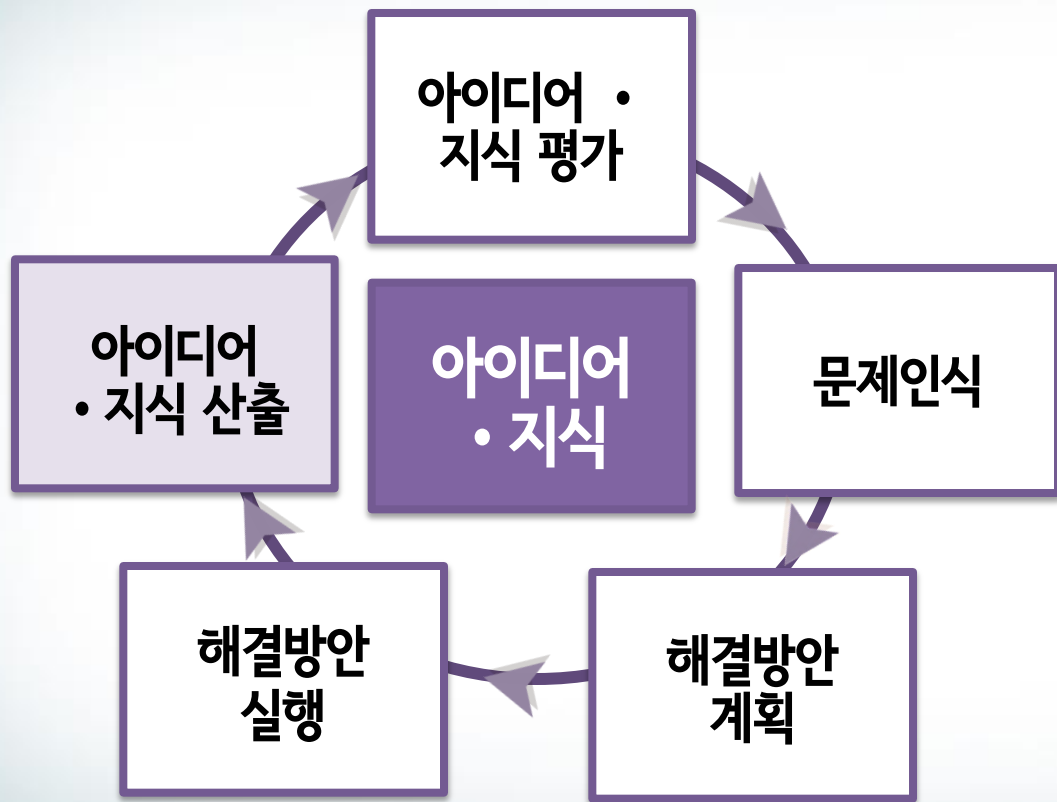 아이디어 •
지식 평가
아이디어
• 지식 산출
아이디어
• 지식
문제인식
해결방안
실행
해결방안
계획